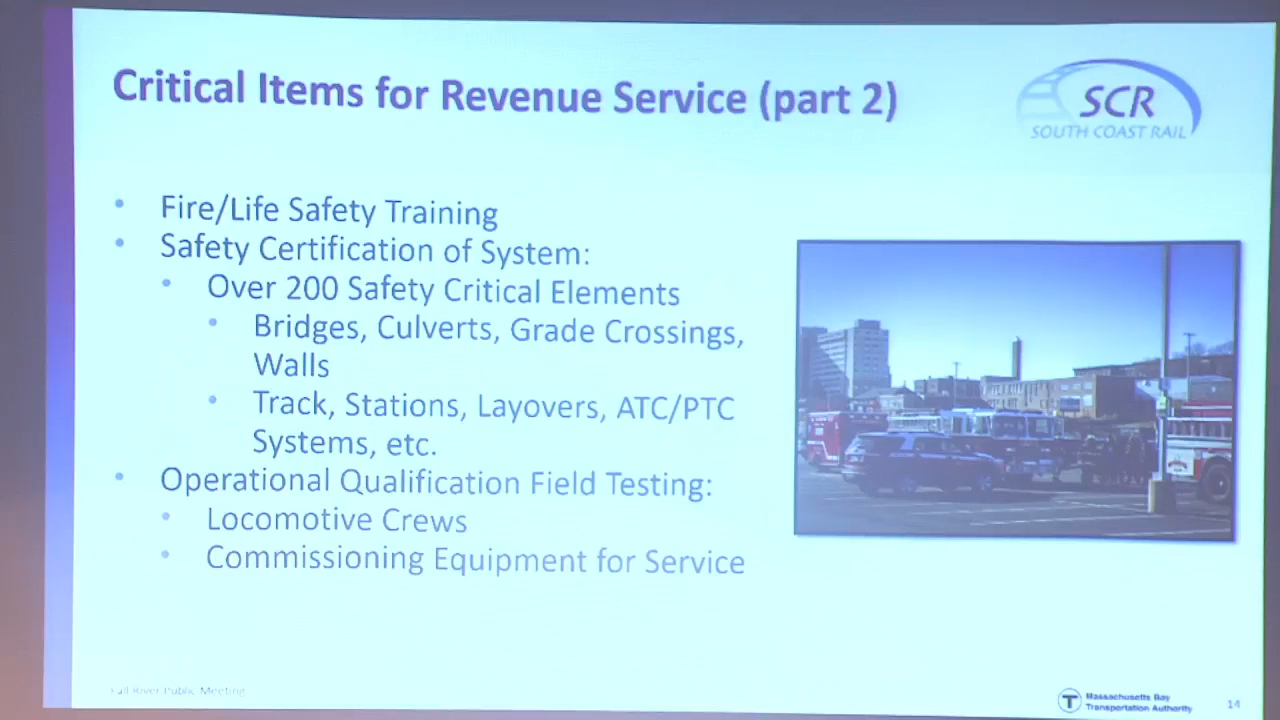 Critical Items for Revenue Service (part 2)
SCR
SOUTH COAST RAIL
• Fire/Life Safety Training
• Safety Certification of System:
• Over 200 Safety Critical Elements
• Bridges, Culverts, Grade Crossings,
Walls
• Track, Stations, Layovers, ATC/PTC
Systems, etc.
• Operational Qualification Field Testing:
• Locomotive Crews
• Commissioning Equipment for Service
Fall River Public Meeting
T
Massachusetts Bay
Transportation Authority
14